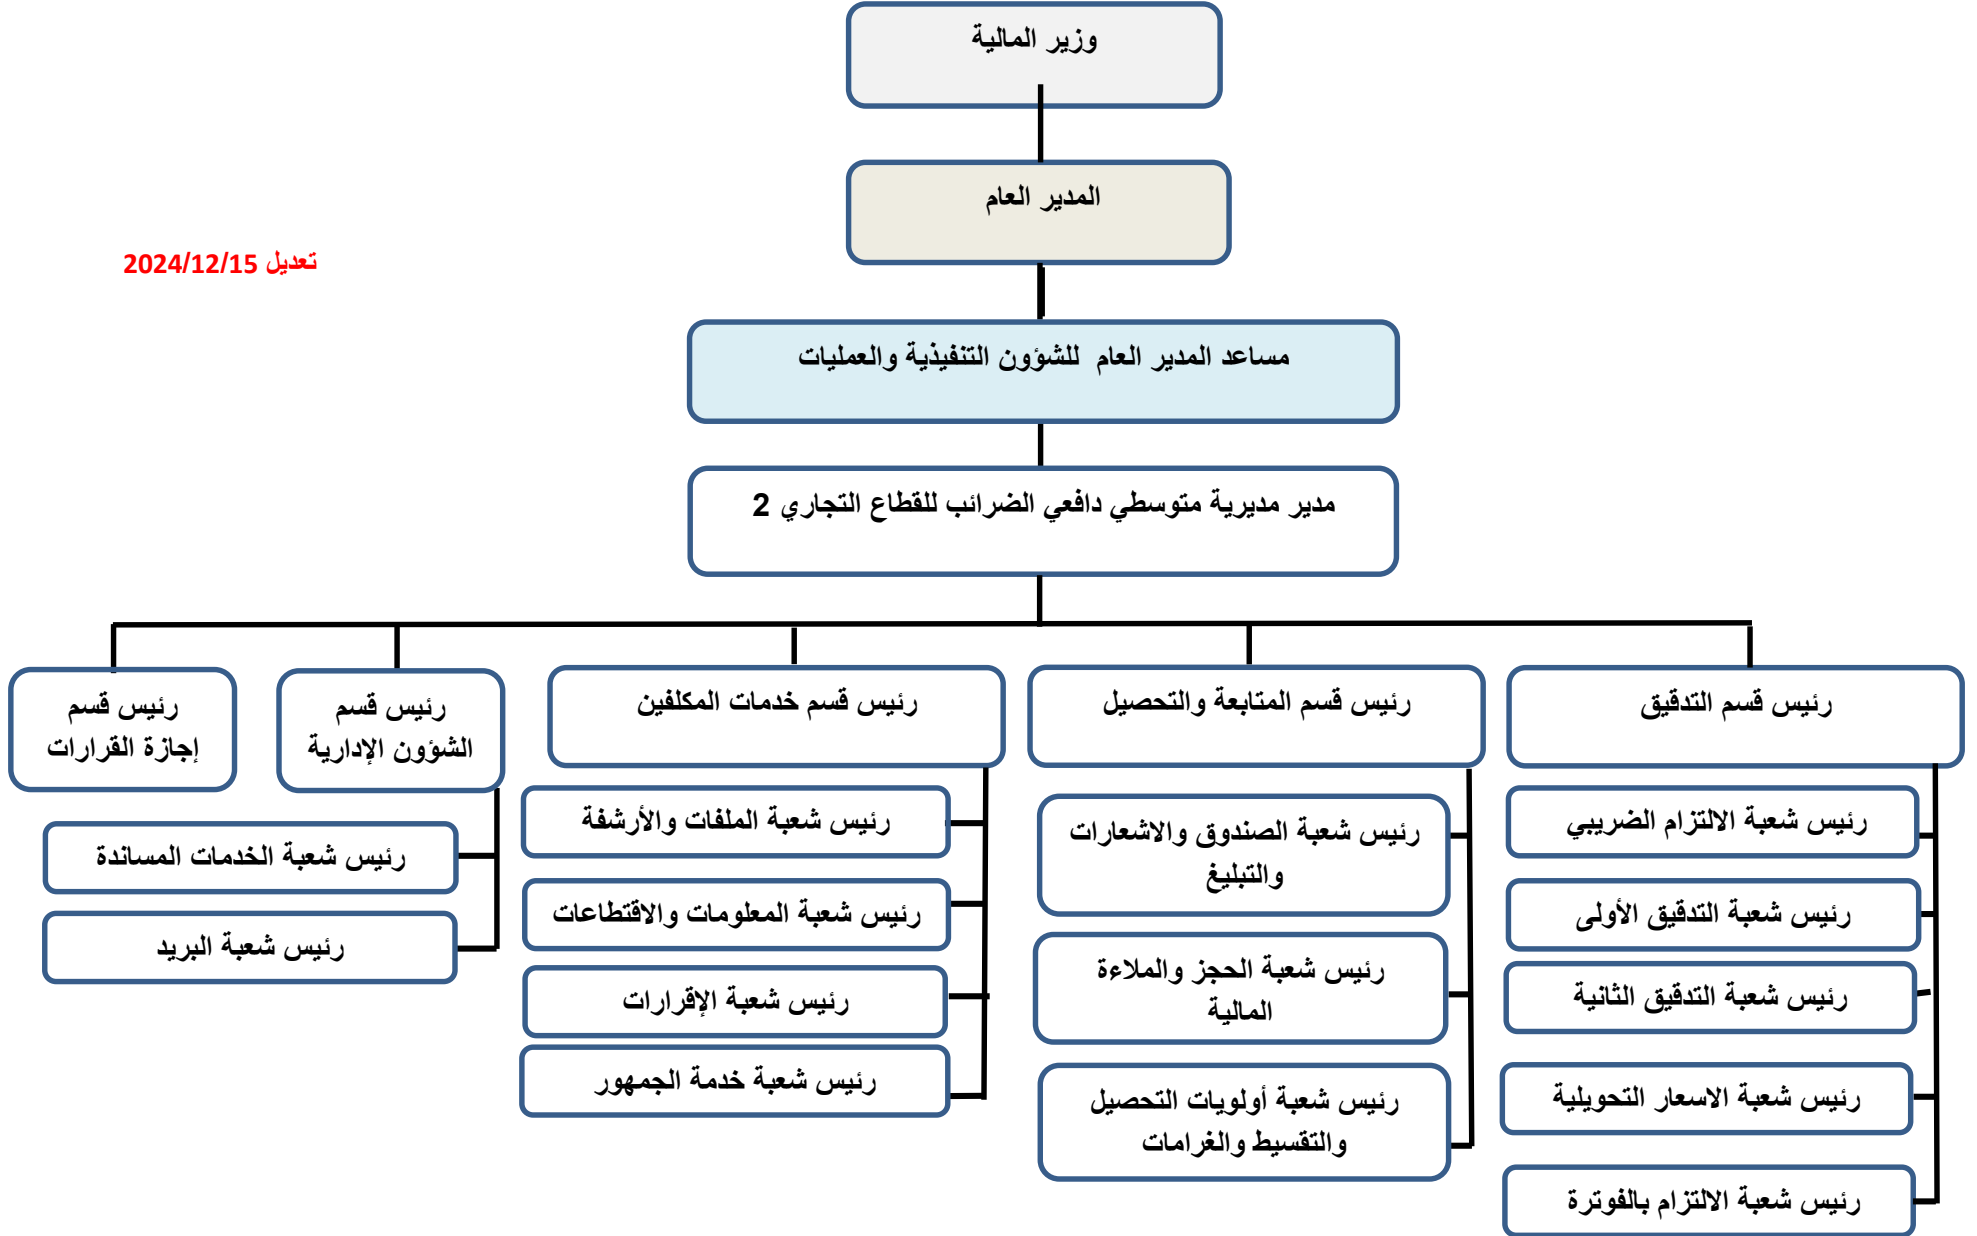 وزير المالية
المدير العام
تعديل 2024/12/15
مساعد المدير العام للشؤون التنفيذية والعمليات
مدير مديرية متوسطي دافعي الضرائب للقطاع التجاري 2
رئيس قسم التدقيق
رئيس شعبة الالتزام الضريبي
رئيس شعبة التدقيق الأولى
رئيس شعبة التدقيق الثانية
رئيس شعبة الاسعار التحويلية
رئيس شعبة الالتزام بالفوترة
رئيس قسم المتابعة والتحصيل
رئيس شعبة الصندوق والاشعارات
والتبليغ
رئيس شعبة الحجز والملاءة
المالية
رئيس شعبة أولويات التحصيل
والتقسيط والغرامات
رئيس قسم خدمات المكلفين
رئيس شعبة الملفات والأرشفة
رئيس شعبة المعلومات والاقتطاعات
رئيس شعبة الإقرارات
رئيس شعبة خدمة الجمهور
رئيس قسم
الشؤون الإدارية
رئيس شعبة الخدمات المساندة
رئيس شعبة البريد
رئيس قسم
إجازة القرارات